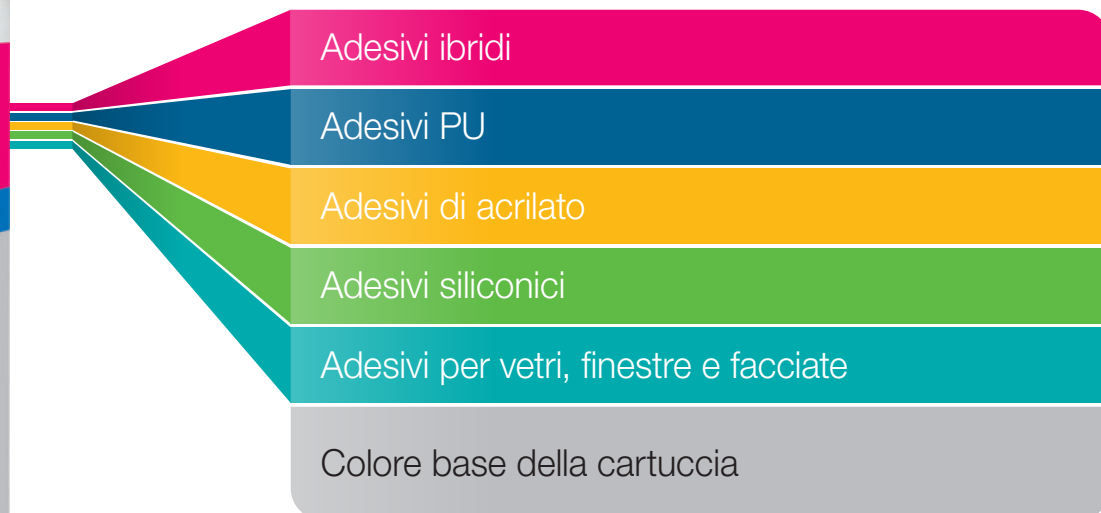 Adesivi ibridi
Adesivi PU
Adesivi di acrilato
Adesivi siliconici
Adesivi per vetri, finestre e facciate
Colore base della cartuccia